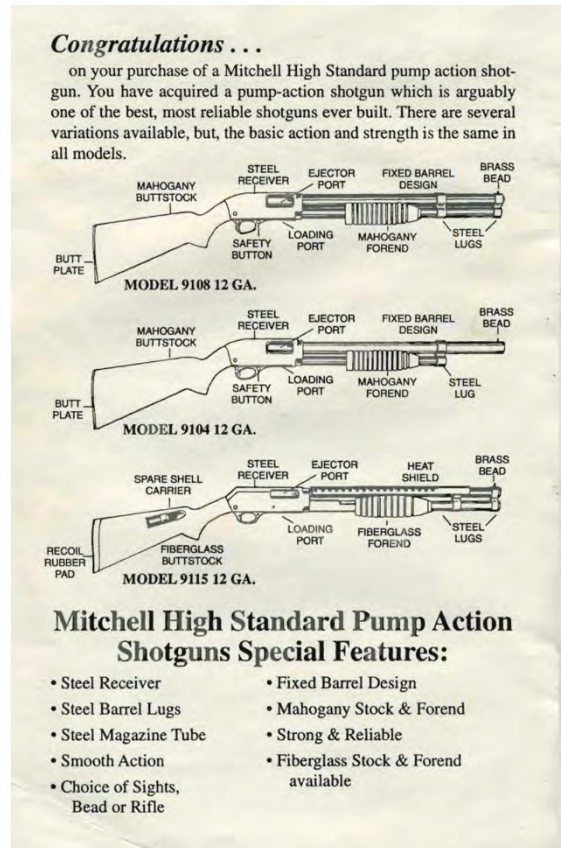 Congratulations . . .
on your purchase of a Mitchell High Standard pump action shot-
gun. You have acquired a pump-action shotgun which is arguably
one of the best, most reliable shotguns ever built. There are several
variations available, but, the basic action and strength is the same in
all models.
MAHOGANY
BUTTSTOCK
STEEL
RECEIVER
EJECTOR
PORT
FIXED BARREL
DESIGN
BRASS
BEAD
BUTT
PLATE
SAFETY
BUTTON
LOADING
PORT
MAHOGANY
FOREND
STEEL
LUGS
MODEL 9108 12 GA.
MAHOGANY
BUTTSTOCK
STEEL
RECEIVER
EJECTOR
PORT
FIXED BARREL
DESIGN
BRASS
BEAD
BUTT
PLATE
SAFETY
BUTTON
LOADING
PORT
MAHOGANY
FOREND
STEEL
LUG
MODEL 9104 12 GA.
SPARE SHELL
CARRIER
STEEL
RECEIVER
EJECTOR
PORT
HEAT
SHIELD
BRASS
BEAD
RECOIL
RUBBER
PAD
FIBERGLASS
BUTTSTOCK
LOADING
PORT
FIBERGLASS
FOREND
STEEL
LUGS
MODEL 9115 12 GA.
Mitchell High Standard Pump Action
Shotguns Special Features:
• Steel Receiver
• Steel Barrel Lugs
• Steel Magazine Tube
• Smooth Action
• Choice of Sights,
Bead or Rifle
• Fixed Barrel Design
• Mahogany Stock & Forend
• Strong & Reliable
• Fiberglass Stock & Forend
available